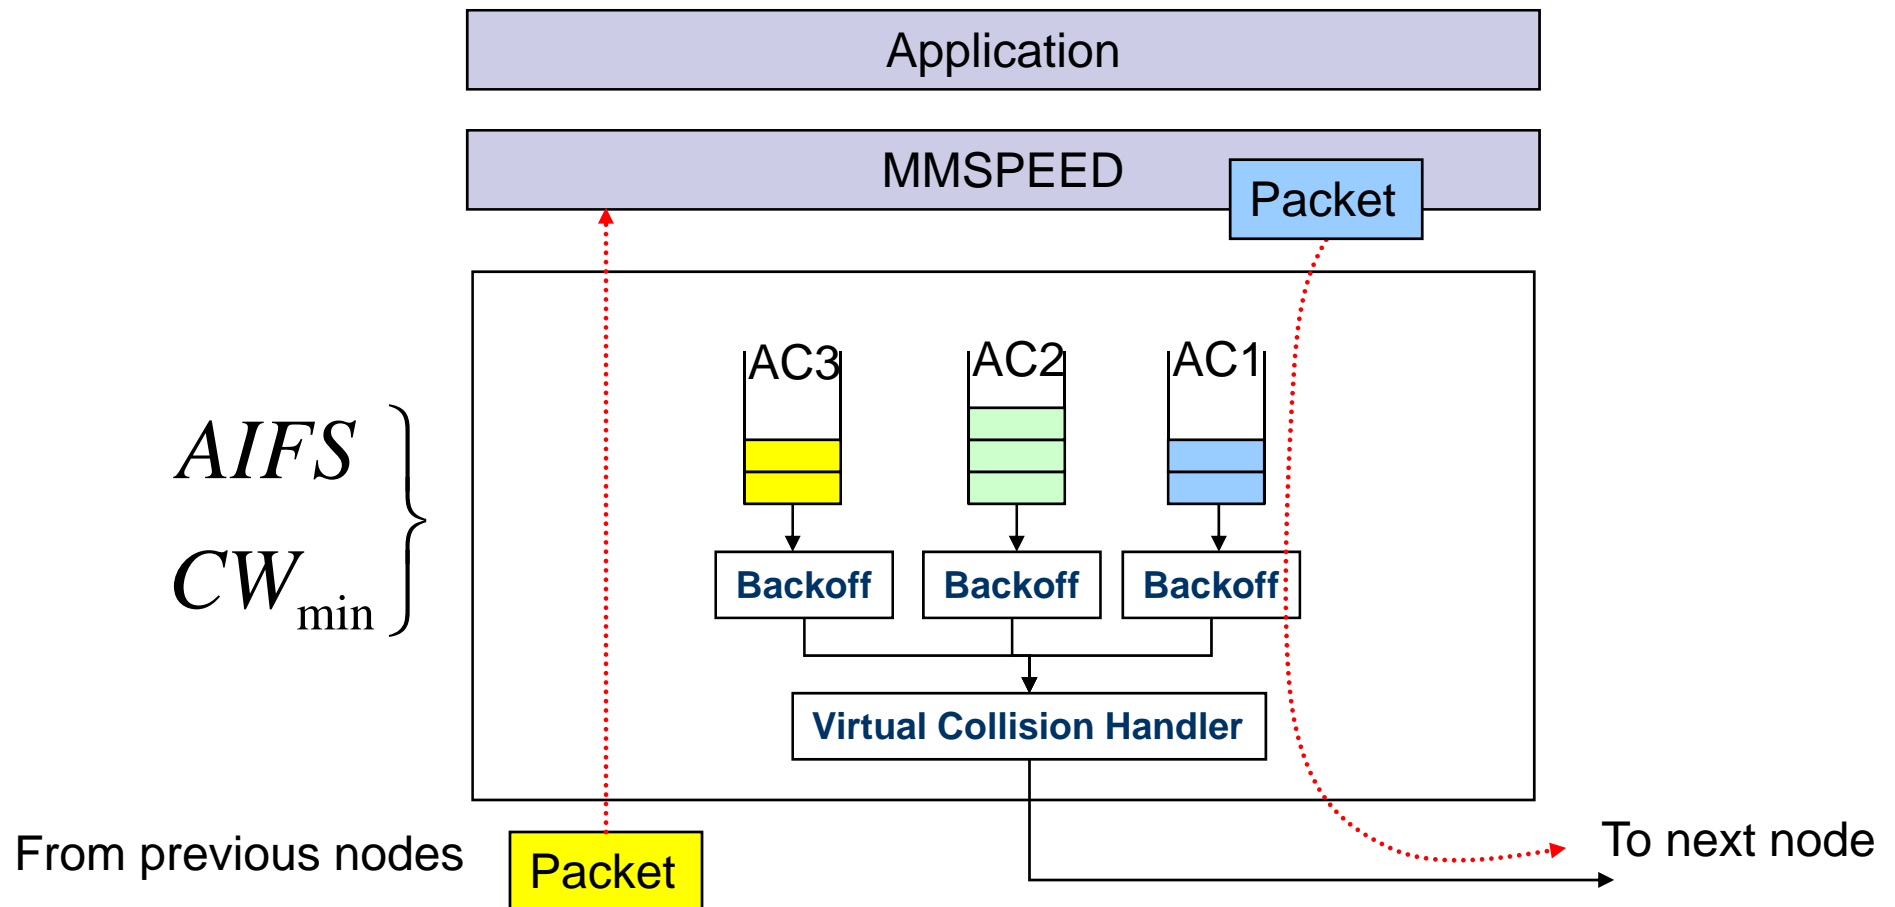 Application
MMSPEED
Packet
AC3 AC2 AC1
AIFS
CWmin
Backoff Backoff Backoff
Virtual Collision Handler
From previous nodes
Packet
To next node